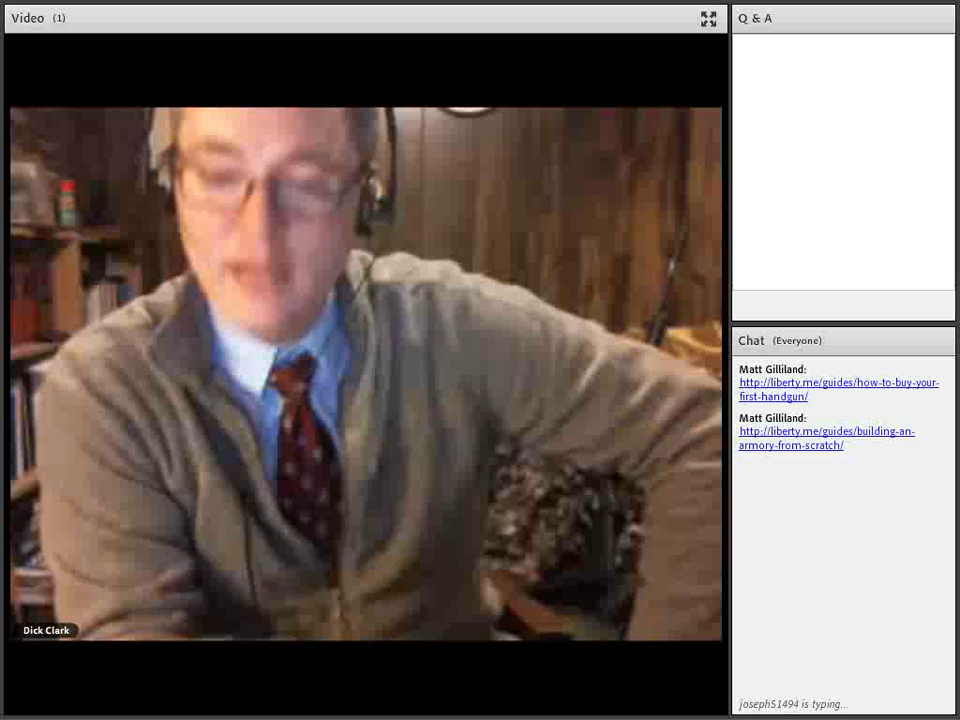 Video (1)
Q & A
Chat (Everyone)
Matt Gilliland:
http://liberty.me/guides/how-to-buy-your-
first-handgun/
Matt Gilliland:
http://liberty.me/guides/building-an-
armory-from-scratch/
Dick Clark
joseph51494 is typing...